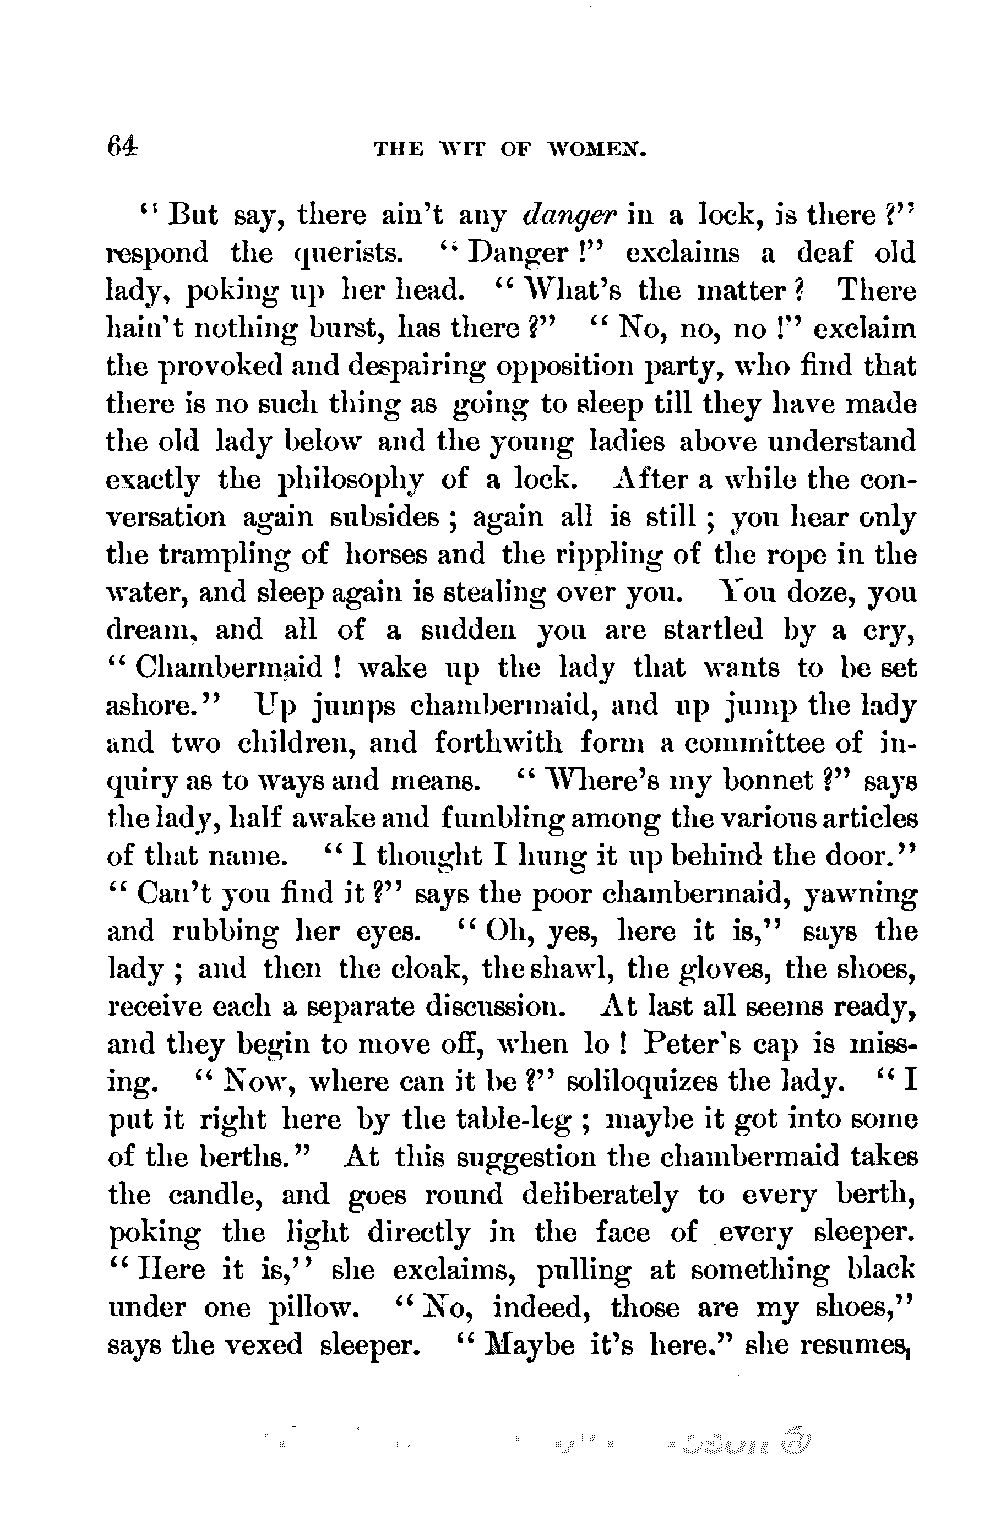 64 THE WIT OF WOMEN.
“But say, there ain’t any danger in a lock, is there?”
respond the querists. “Danger!” exclaims a deaf old
lady, poking up her head. “What’s the matter? There
hain’t nothing burst, has there?” “No, no, no!” exclaim
the provoked and despairing opposition party, who find that
there is no such thing as going to sleep till they have made
the old lady below and the young ladies above understand
exactly the philosophy of a lock. After a while the con-
versation again subsides; again all is still; you hear only
the trampling of horses and the rippling of the rope in the
water, and sleep again is stealing over you. You doze, you
dream, and all of a sudden you are startled by a cry,
“Chambermaid! wake up the lady that wants to be set
ashore.” Up jumps chambermaid, and up jump the lady
and two children, and forthwith form a committee of in-
quiry as to ways and means. “Where’s my bonnet?” says
the lady, half awake and fumbling among the various articles
of that name. “I thought I hung it up behind the door.”
“Can’t you find it?” says the poor chambermaid, yawning
and rubbing her eyes. “Oh, yes, here it is,” says the
lady; and then the cloak, the shawl, the gloves, the shoes,
receive each a separate discussion. At last all seems ready,
and they begin to move off, when lo! Peter’s cap is miss-
ing. “Now, where can it be?” soliloquizes the lady. “I
put it right here by the table-leg; maybe it got into some
of the berths.” At this suggestion the chambermaid takes
the candle, and goes round deliberately to every berth,
poking the light directly in the face of every sleeper.
“Here it is,” she exclaims, pulling at something black
under one pillow. “No, indeed, those are my shoes,”
says the vexed sleeper. “Maybe it’s here.” she resumes,